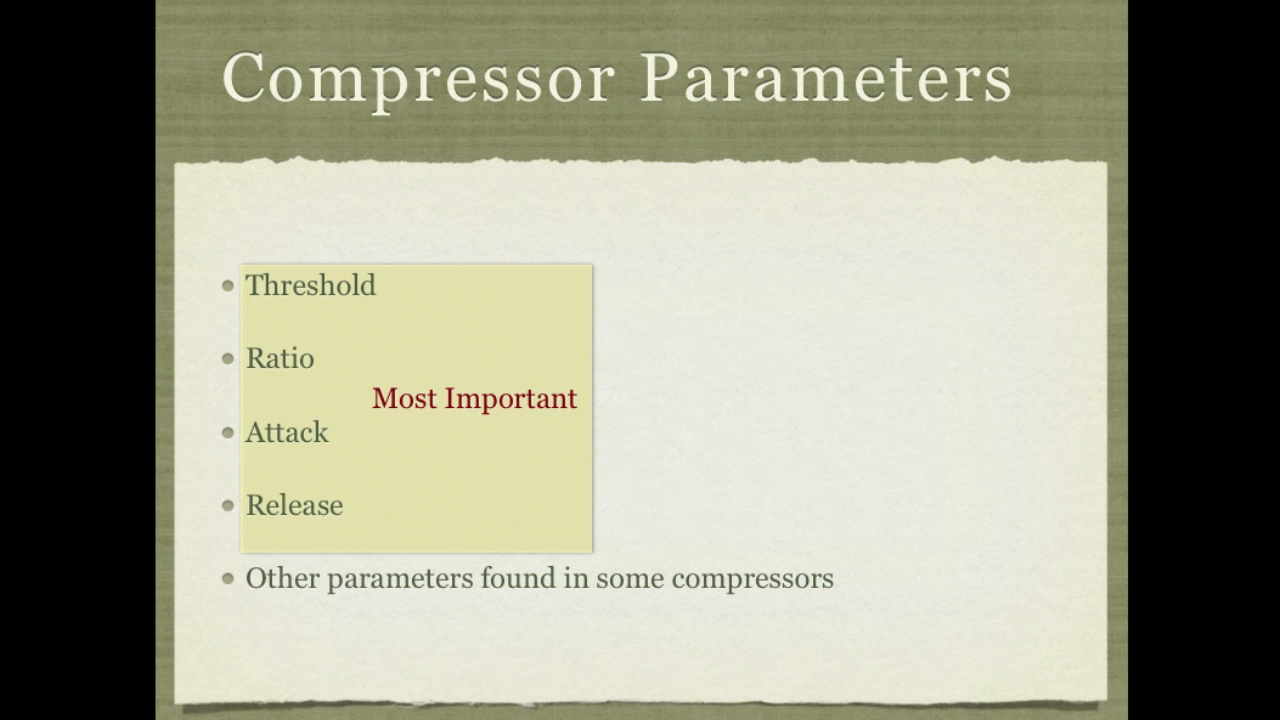 Compressor Parameters
Threshold
Ratio
Most Important
Attack
Release
Other parameters found in some compressors